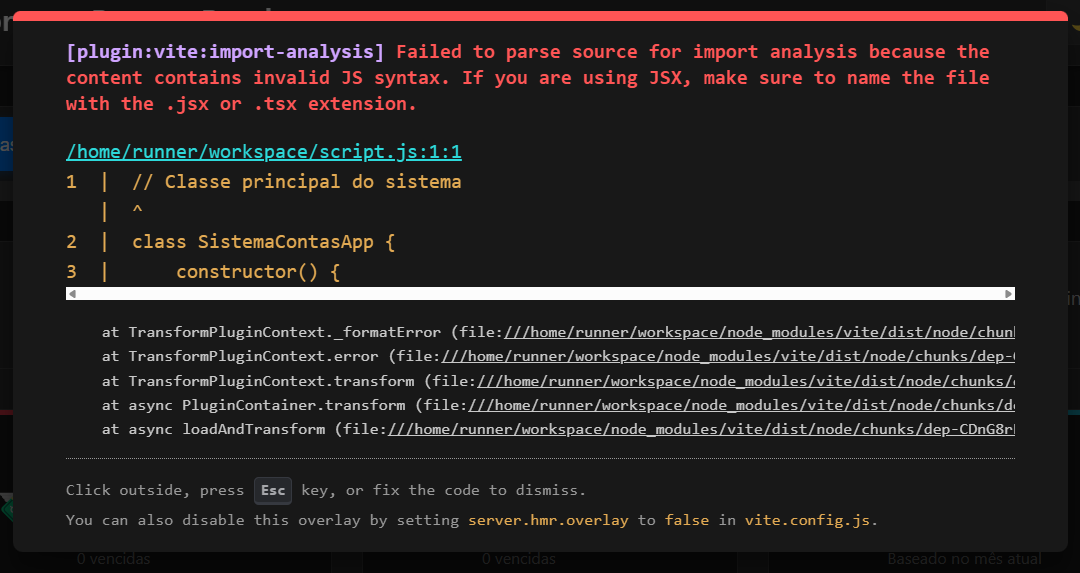 [plugin:vite:import-analysis] Failed to parse source for import analysis because the
content contains invalid JS syntax. If you are using JSX, make sure to name the file
with the .jsx or .tsx extension.
/home/runner/workspace/script.js:1:1
1 | // Classe principal do sistema
| ^
2 | class SistemaContasApp {
3 | constructor() {
at TransformPluginContext._formatError (file:///home/runner/workspace/node_modules/vite/dist/node/chun
at TransformPluginContext.error (file:///home/runner/workspace/node_modules/vite/dist/node/chunks/dep-
at TransformPluginContext.transform (file:///home/runner/workspace/node_modules/vite/dist/node/chunks/
at async PluginContainer.transform (file:///home/runner/workspace/node_modules/vite/dist/node/chunks/d
at async loadAndTransform (file:///home/runner/workspace/node_modules/vite/dist/node/chunks/dep-CDnG8r
Click outside, press Esc key, or fix the code to dismiss.
You can also disable this overlay by setting server.hmr.overlay to false in vite.config.js.
0 vencidas 0 vencidas Baseado no mês atual